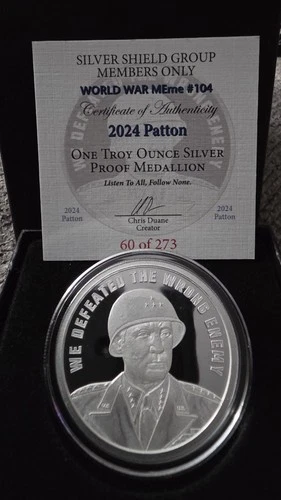 SILVER SHIELD GROUP
MEMBERS ONLY
WORLD WAR MEme #104
Certificate of Authenticity
2024 Patton
ONE TROY OUNCE SILVER
PROOF MEDALLION
Listen To All, Follow None.
2024
Patton
Chris Duane
Creator
2024
Patton
60 of 273
WE DEFEATED THE WRONG ENEMY